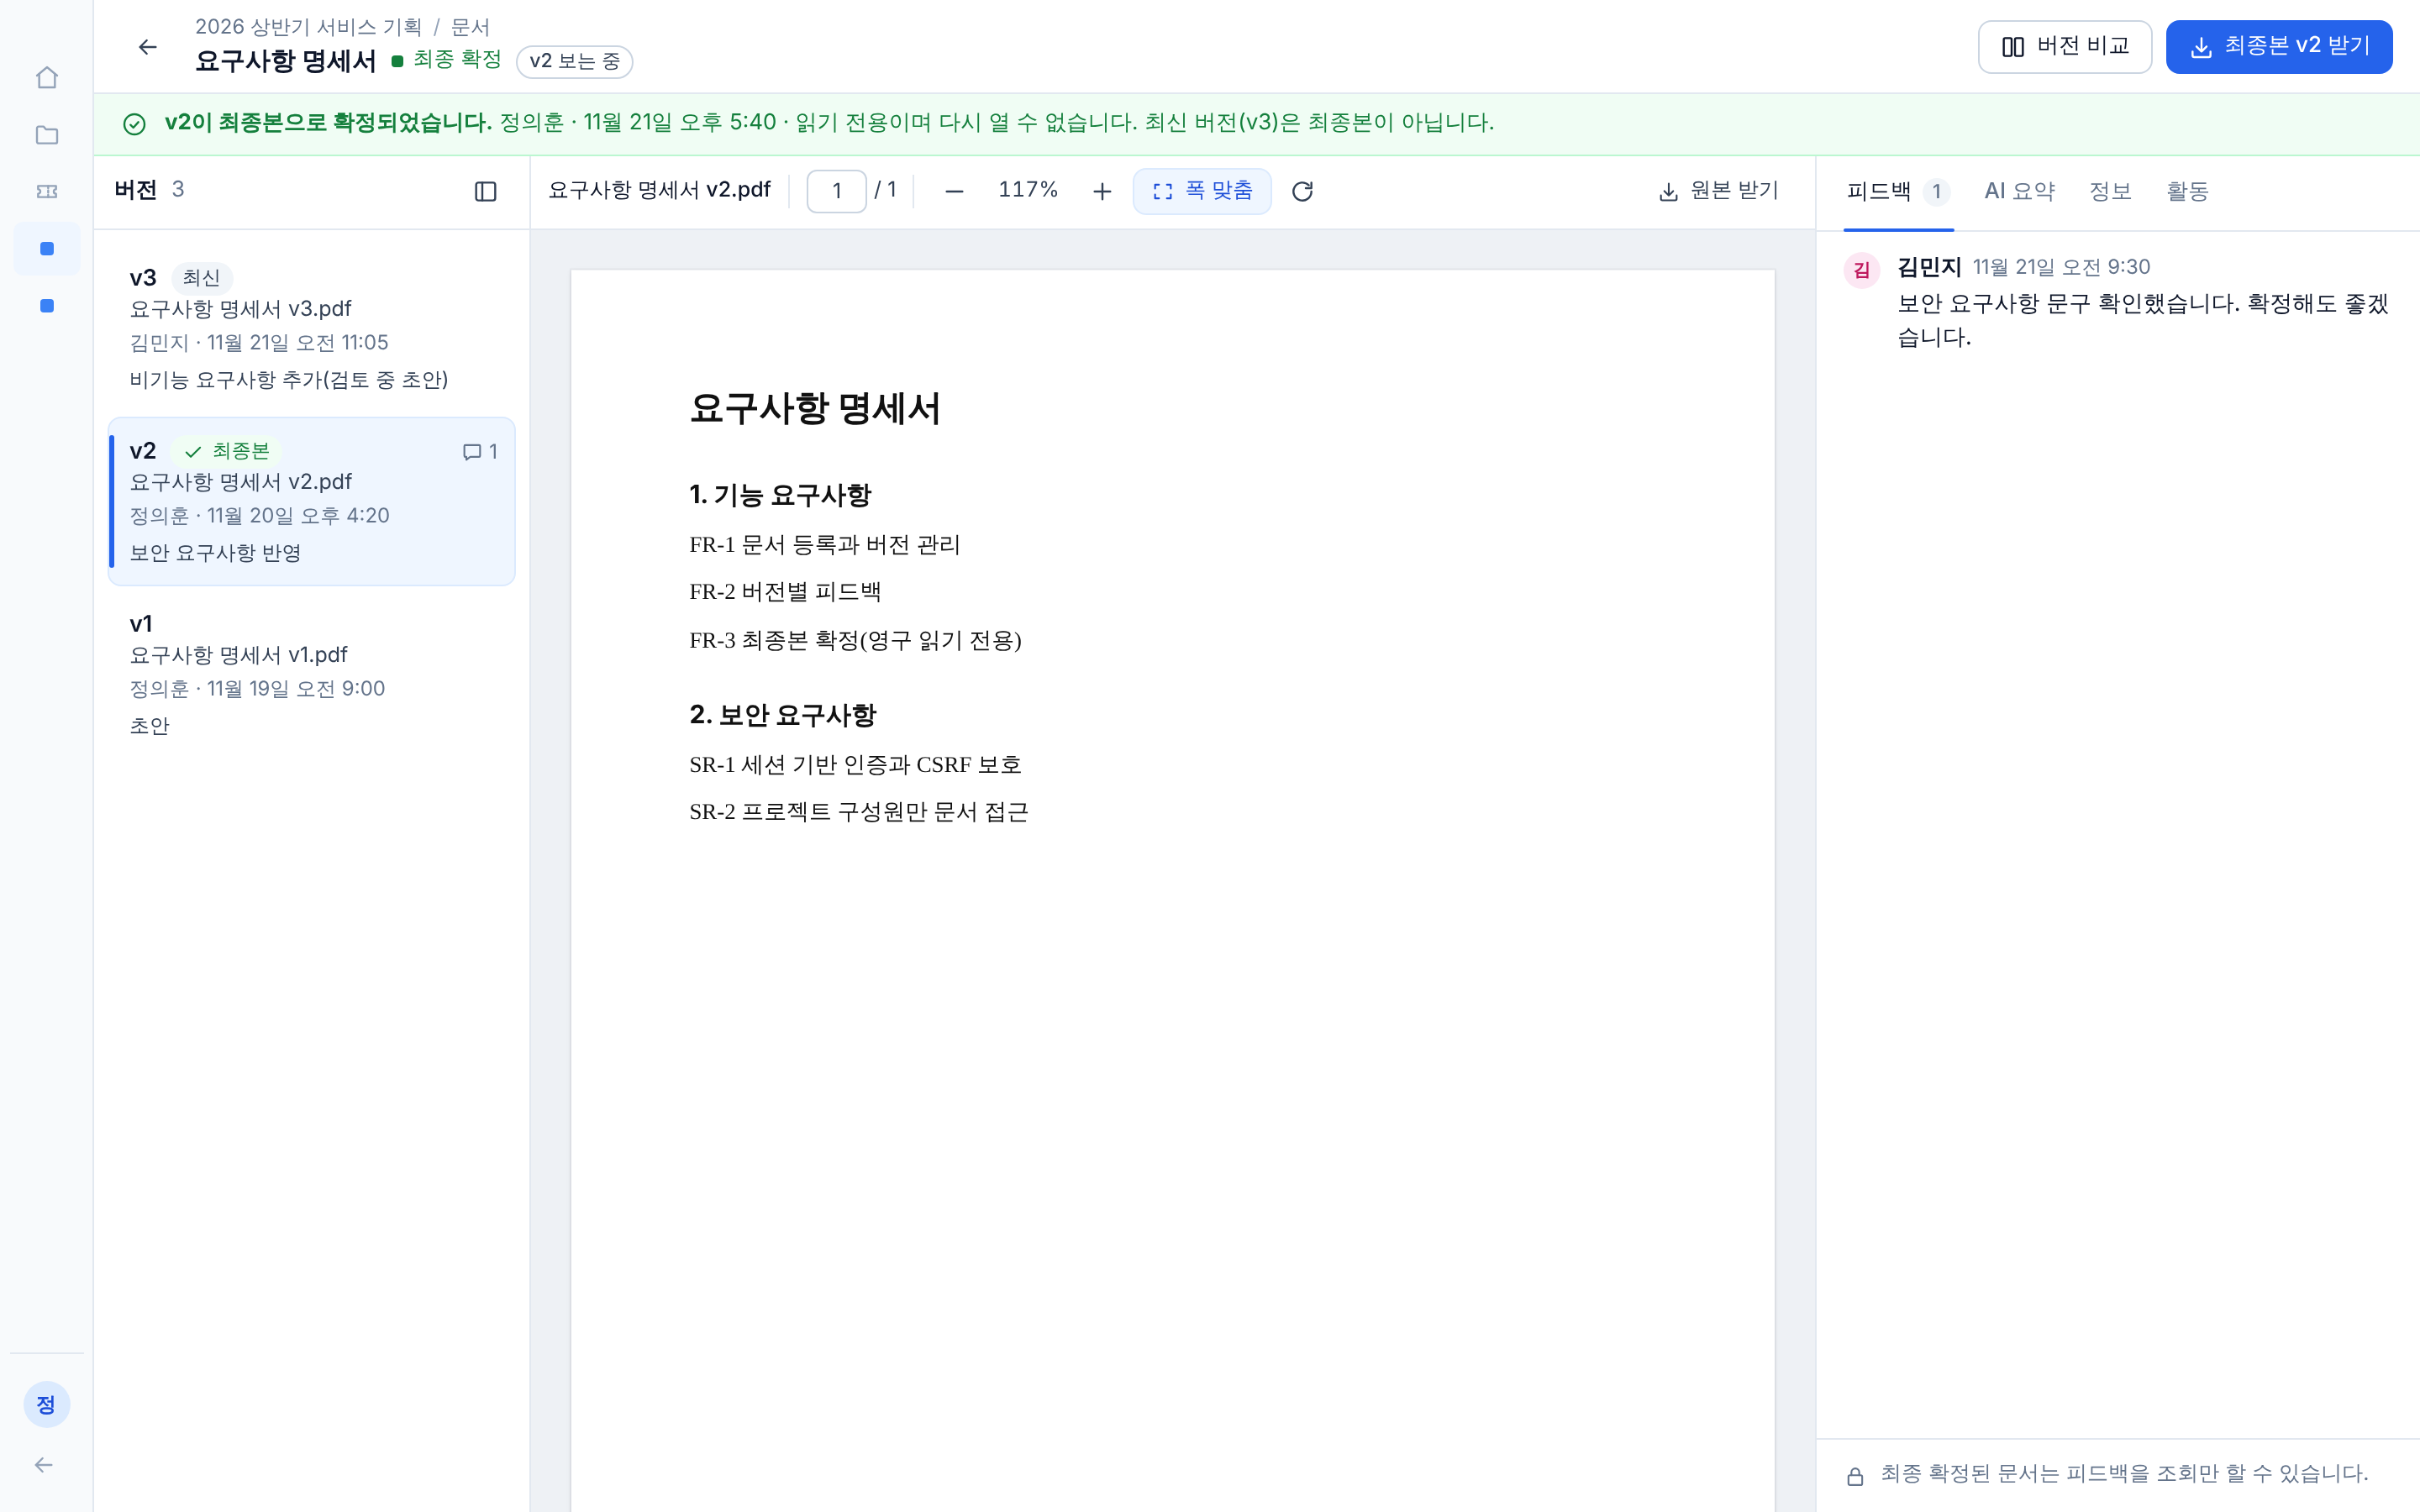 2026 상반기 서비스 기획 / 문서
요구사항 명세서 최종 확정 v2 보는 중
버전 비교
최종본 v2 받기
v2이 최종본으로 확정되었습니다. 정의훈 · 11월 21일 오후 5:40 · 읽기 전용이며 다시 열 수 없습니다. 최신 버전(v3)은 최종본이 아닙니다.
버전 3
v3 최신
요구사항 명세서 v3.pdf
김민지 · 11월 21일 오전 11:05
비기능 요구사항 추가(검토 중 초안)
v2 최종본 1
요구사항 명세서 v2.pdf
정의훈 · 11월 20일 오후 4:20
보안 요구사항 반영
v1
요구사항 명세서 v1.pdf
정의훈 · 11월 19일 오전 9:00
초안
정
요구사항 명세서 v2.pdf 1 / 1 117% 폭 맞춤 원본 받기
요구사항 명세서
1. 기능 요구사항
FR-1 문서 등록과 버전 관리
FR-2 버전별 피드백
FR-3 최종본 확정(영구 읽기 전용)
2. 보안 요구사항
SR-1 세션 기반 인증과 CSRF 보호
SR-2 프로젝트 구성원만 문서 접근
피드백 1 AI 요약 정보 활동
김 김민지 11월 21일 오전 9:30
보안 요구사항 문구 확인했습니다. 확정해도 좋겠
습니다.
최종 확정된 문서는 피드백을 조회만 할 수 있습니다.